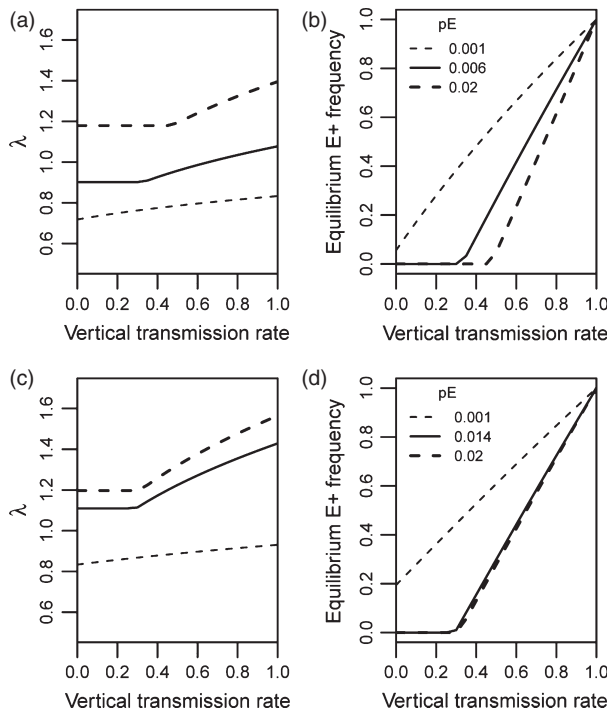 (a)
λ
1.6
1.4
1.2
1.0
0.8
0.6
0.0 0.2 0.4 0.6 0.8 1.0
Vertical transmission rate
(b)
Equilibrium E+ frequency
1.0
0.8
0.6
0.4
0.2
0.0
pE
0.001
0.006
0.02
0.0 0.2 0.4 0.6 0.8 1.0
Vertical transmission rate
(c)
λ
1.6
1.4
1.2
1.0
0.8
0.6
0.0 0.2 0.4 0.6 0.8 1.0
Vertical transmission rate
(d)
Equilibrium E+ frequency
1.0
0.8
0.6
0.4
0.2
0.0
pE
0.001
0.014
0.02
0.0 0.2 0.4 0.6 0.8 1.0
Vertical transmission rate